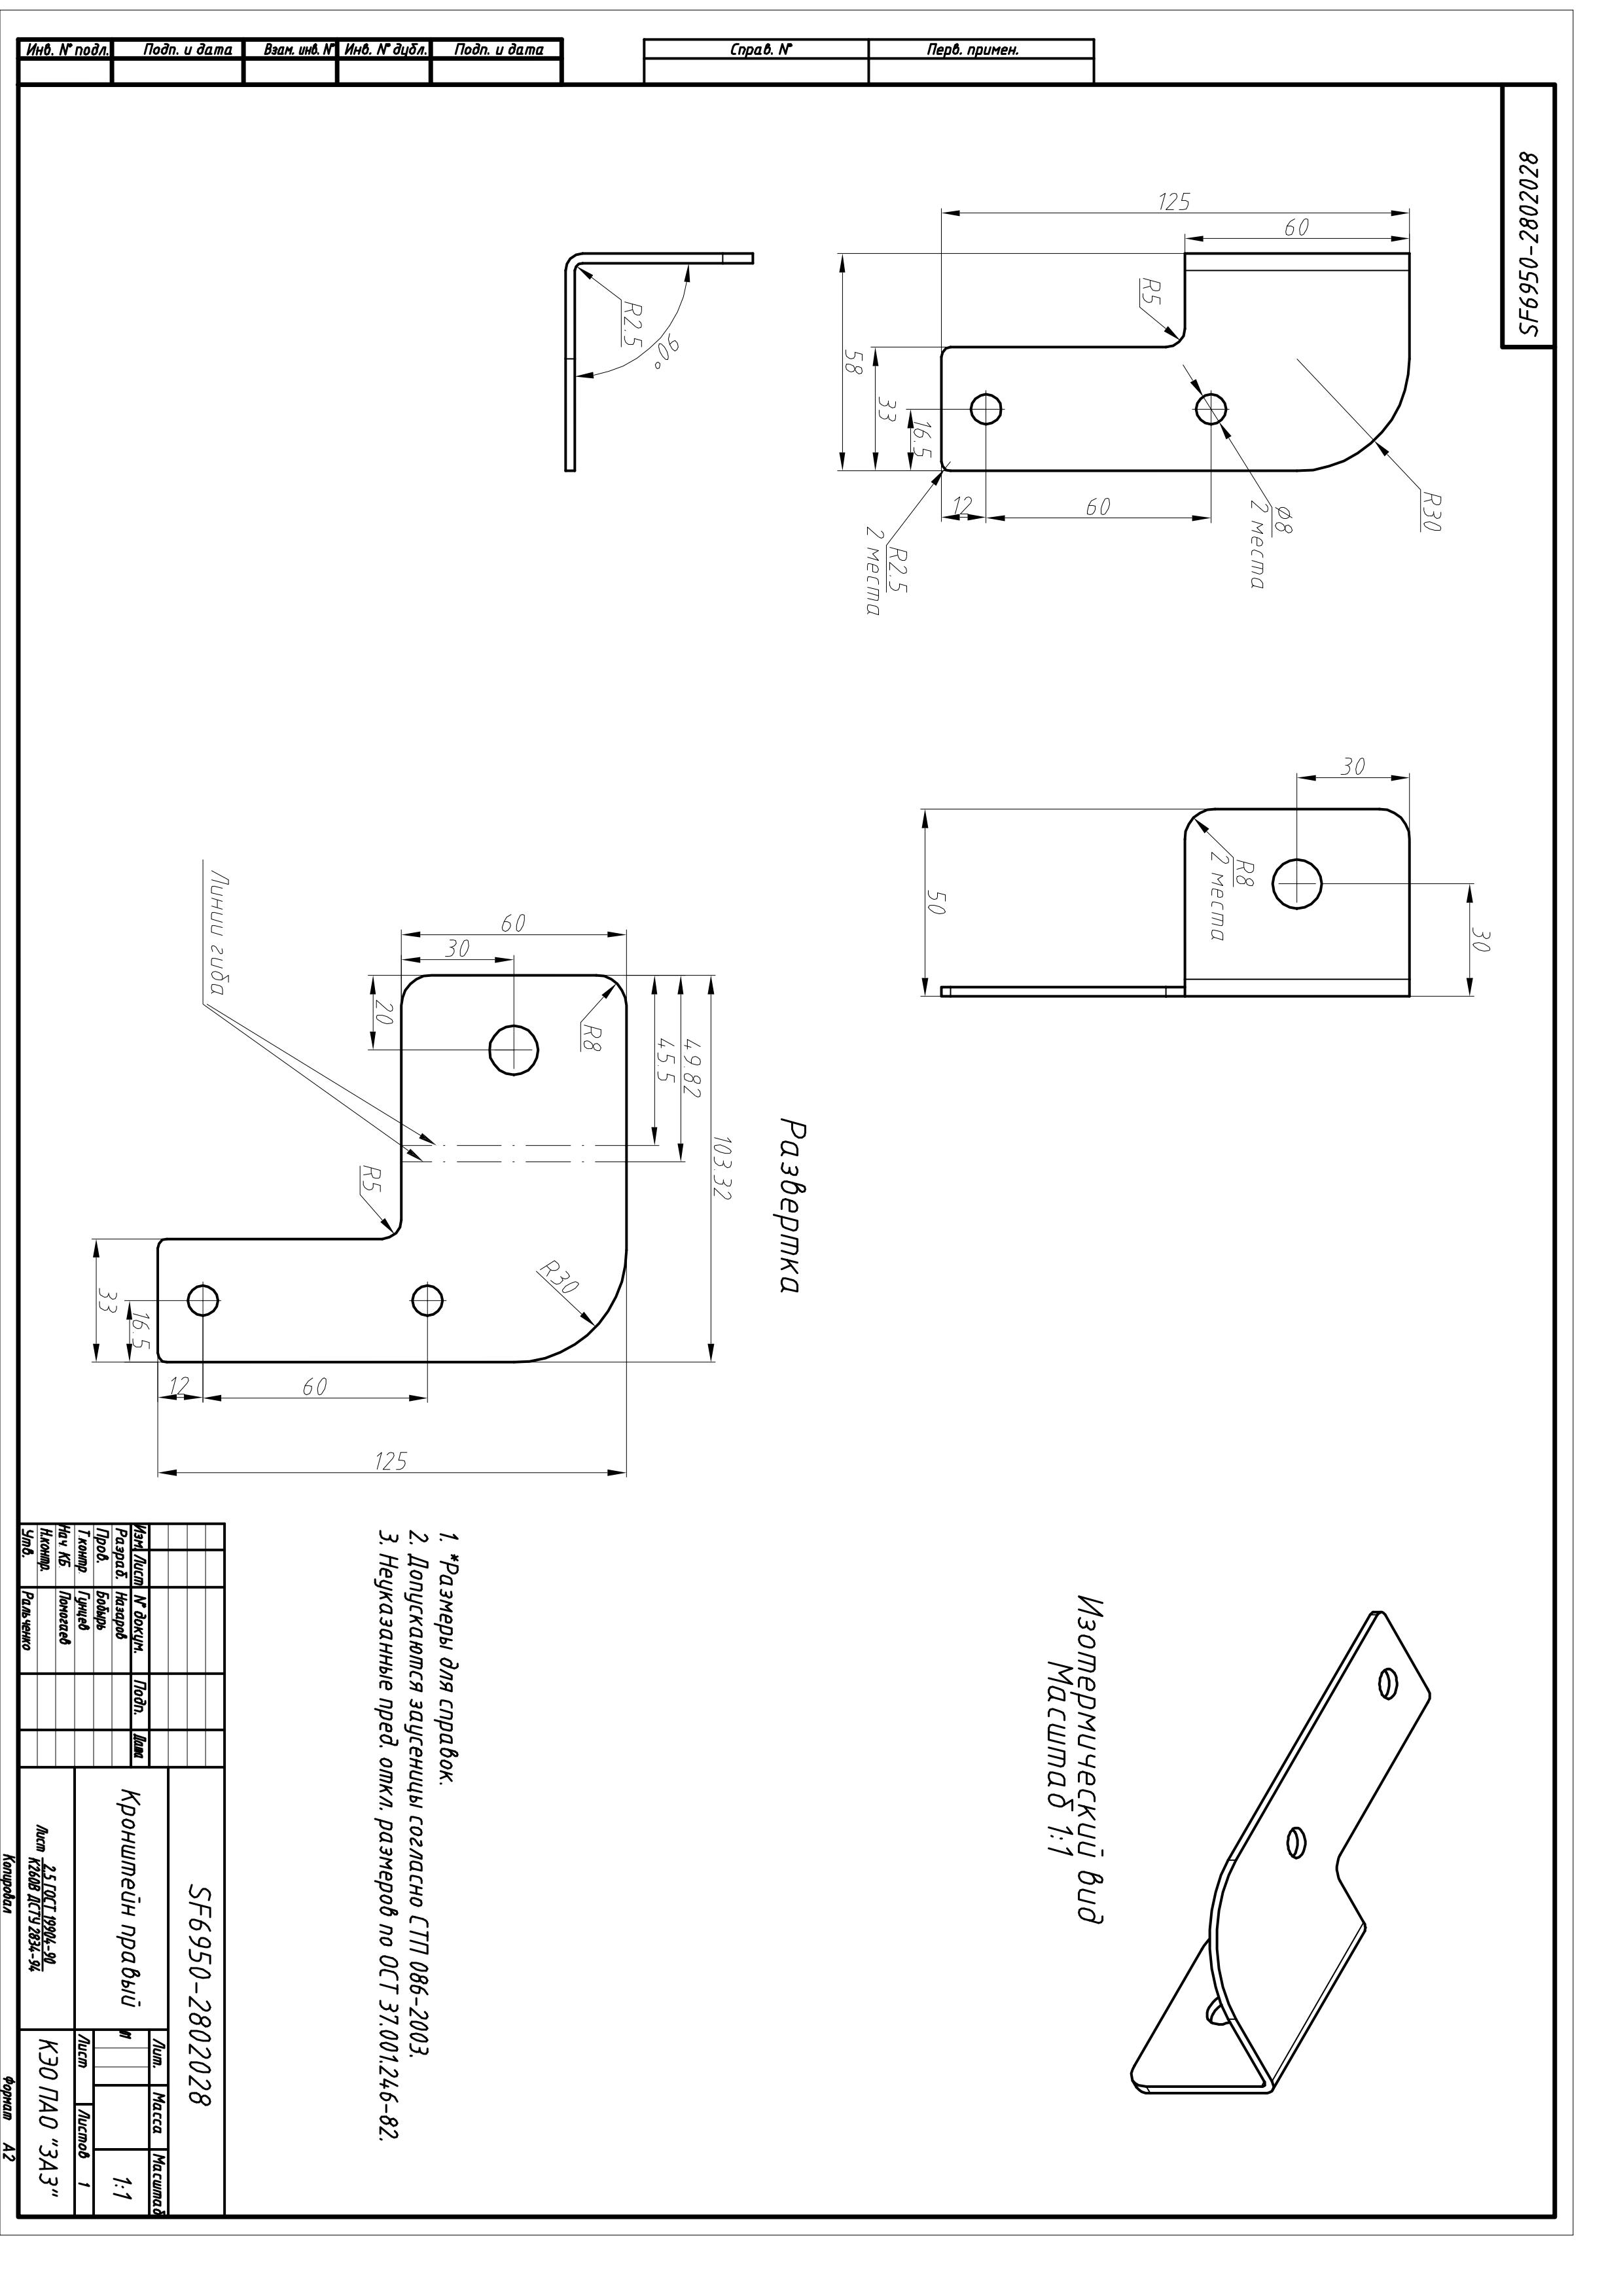 SF6950-2802028
Перв. примен.
Справ. №
Подп. и дата
Инв. № дубл.
Взам. инв. №
Подп. и дата
Инв. № подл.
125
60
R5
58
33
16.5
12
60
R30
Ø8
2 места
R2.5
2 места
R2.5
90°
30
30
R8
2 места
50
Развертка
103.32
49.82
45.5
60
30
20
R8
R5
R30
33
16.5
12
60
125
Линии гиба
Изотермический вид
Масштаб 1:1
1. *Размеры для справок.
2. Допускаются заусеницы согласно СТП 086-2003.
3. Неуказанные пред. откл. размеров по ОСТ 37.001.246-82.
SF6950-2802028
Изм. Лист № докум. Подп. Дата
Разраб. Назаров
Пров. Бобырь
Т.контр. Гунцев
Нач КБ Помогаев
Н.контр.
Утв. Ральченко
Кронштейн правый
Лит. Масса Масштаб
1:1
Лист Листов 1
Лист 2.5 ГОСТ 19904-90
К260В ДСТУ 2834-94
КЭО ПАО "ЗАЗ"
Копировал
Формат А2